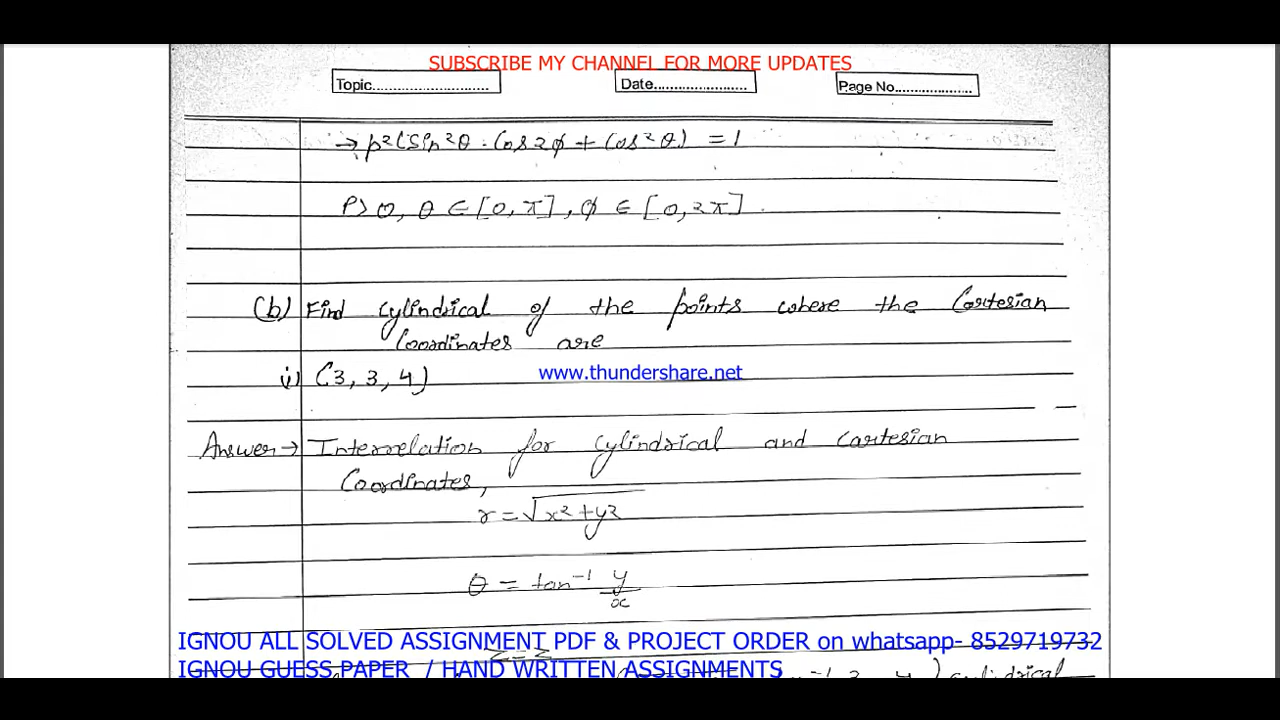 SUBSCRIBE MY CHANNEL FOR MORE UPDATES
Topic............................ Date....................... Page No...................
→ p²(Sin²θ · Cos2φ + Cos²θ) = 1
P> 0, θ ∈ [0, π], φ ∈ [0, 2π]
(b) Find Cylindrical of the points where the Cartesian
Coordinates are
(i) (3, 3, 4)
www.thundershare.net
Answer → Interrelation for Cylindrical and Cartesian
Coordinates,
r = √x² + y2
θ = tan⁻¹ y/x
IGNOU ALL SOLVED ASSIGNMENT PDF & PROJECT ORDER on whatsapp- 8529719732
z = z
IGNOU GUESS PAPER / HAND WRITTEN ASSIGNMENTS
cylindrical